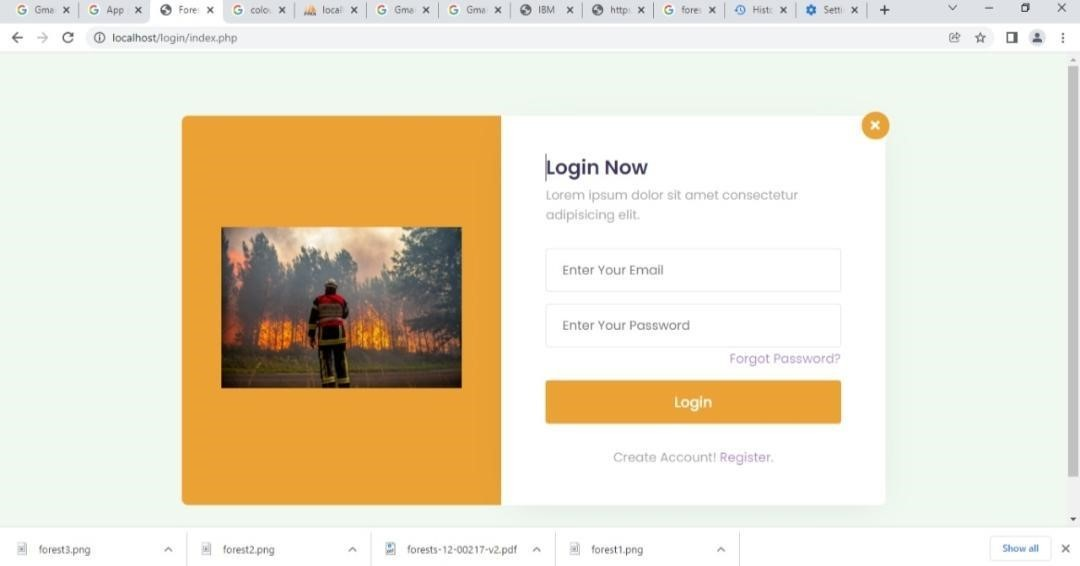 Gma
App
Fores
colo
local
Gma
Gma
IBM
http
fores
Histo
Setti
localhost/login/index.php
Login Now
Lorem ipsum dolor sit amet consectetur
adipisicing elit.
Enter Your Email
Enter Your Password
Forgot Password?
Login
Create Account! Register.
forest3.png
forest2.png
forests-12-00217-v2.pdf
forest1.png
Show all